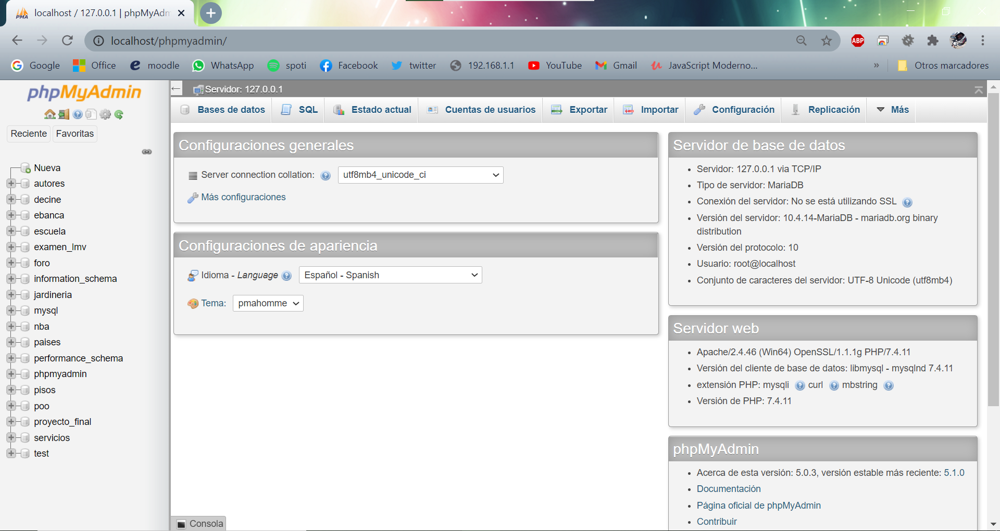 localhost / 127.0.0.1 | phpMyAdm
localhost/phpmyadmin/
ABP
Google
Office
moodle
WhatsApp
spoti
Facebook
twitter
192.168.1.1
YouTube
Gmail
JavaScript Moderno...
»
Otros marcadores
phpMyAdmin
Reciente
Favoritas
Nueva
autores
decine
ebanca
escuela
examen_lmv
foro
information_schema
jardineria
mysql
nba
paises
performance_schema
phpmyadmin
pisos
poo
proyecto_final
servicios
test
Servidor: 127.0.0.1
Bases de datos
SQL
Estado actual
Cuentas de usuarios
Exportar
Importar
Configuración
Replicación
Más
Configuraciones generales
Server connection collation:
utf8mb4_unicode_ci
Más configuraciones
Configuraciones de apariencia
Idioma - Language
Español - Spanish
Tema:
pmahomme
Servidor de base de datos
Servidor: 127.0.0.1 via TCP/IP
Tipo de servidor: MariaDB
Conexión del servidor: No se está utilizando SSL
Versión del servidor: 10.4.14-MariaDB - mariadb.org binary
distribution
Versión del protocolo: 10
Usuario: root@localhost
Conjunto de caracteres del servidor: UTF-8 Unicode (utf8mb4)
Servidor web
Apache/2.4.46 (Win64) OpenSSL/1.1.1g PHP/7.4.11
Versión del cliente de base de datos: libmysql - mysqlnd 7.4.11
extensión PHP: mysqli curl mbstring
Versión de PHP: 7.4.11
phpMyAdmin
Acerca de esta versión: 5.0.3, versión estable más reciente: 5.1.0
Documentación
Página oficial de phpMyAdmin
Contribuir
Consola